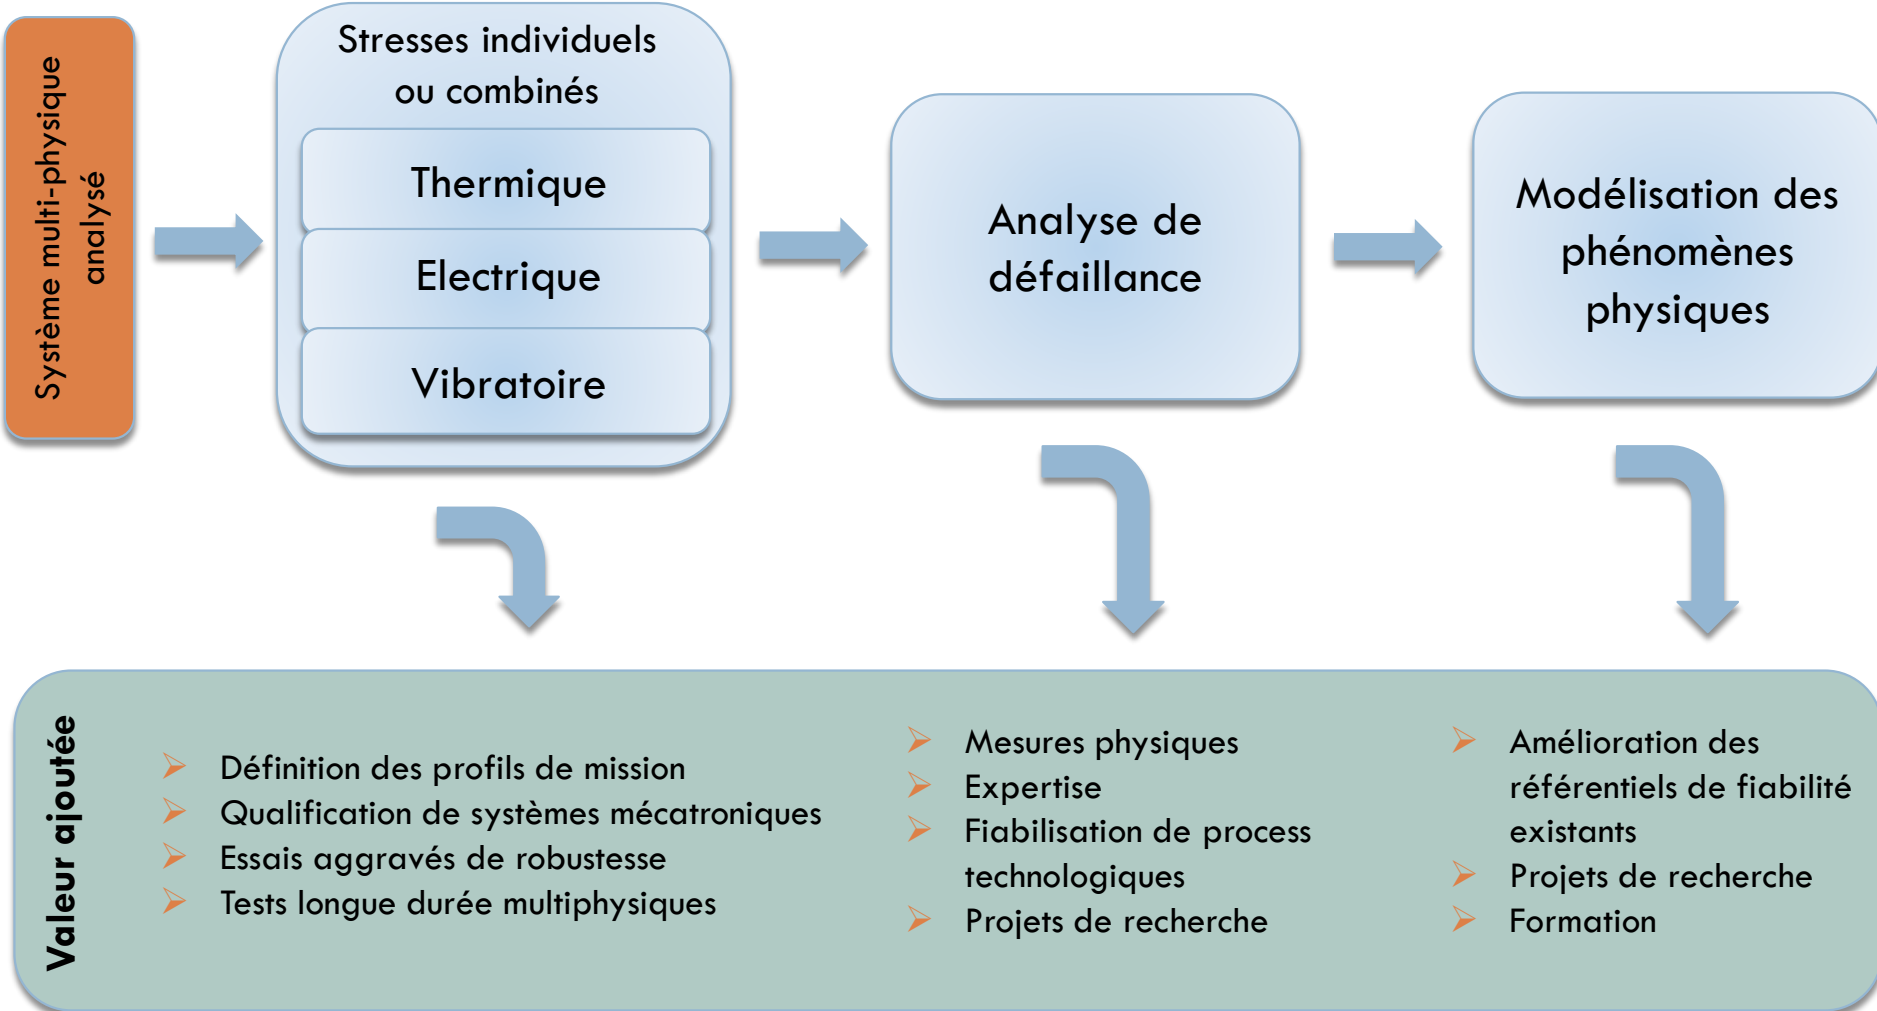 Système multi-physique
analysé
Stresses individuels
ou combinés
Thermique
Electrique
Vibratoire
Analyse de
défaillance
Modélisation des
phénomènes
physiques
Valeur ajoutée
Définition des profils de mission
Qualification de systèmes mécatroniques
Essais aggravés de robustesse
Tests longue durée multiphysiques
Mesures physiques
Expertise
Fiabilisation de process
technologiques
Projets de recherche
Amélioration des
référentiels de fiabilité
existants
Projets de recherche
Formation